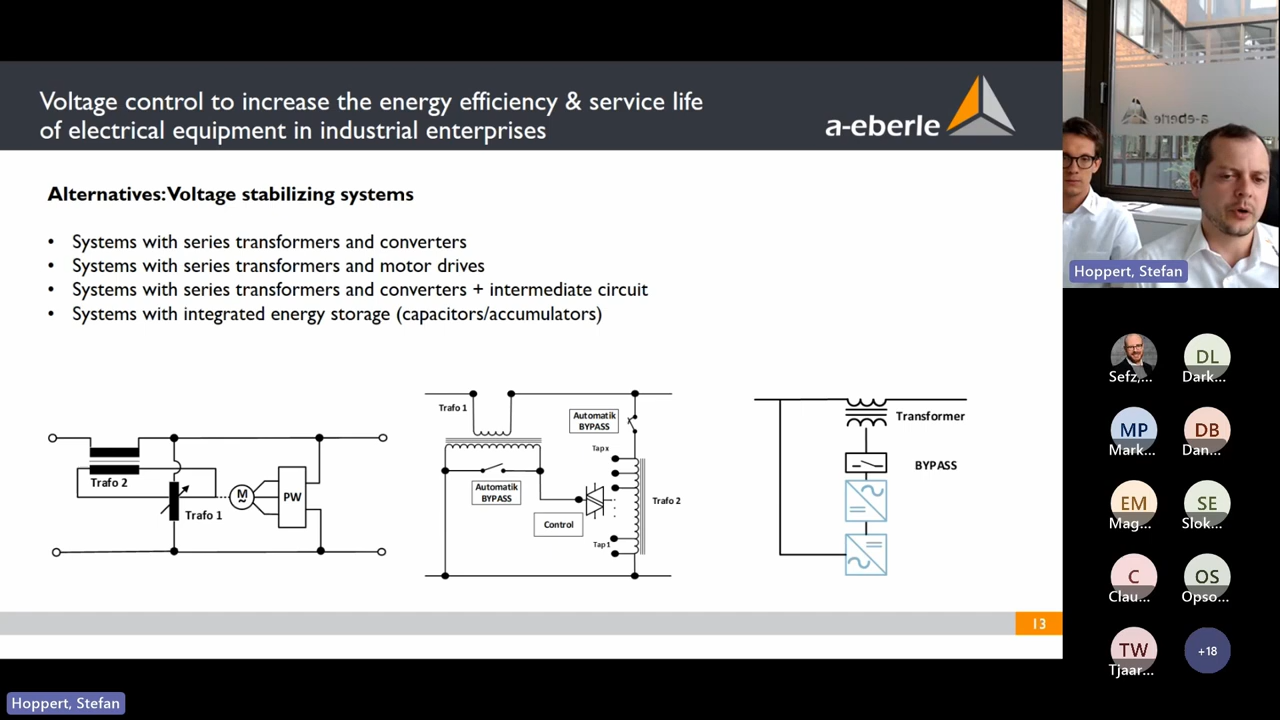 Voltage control to increase the energy efficiency & service life
of electrical equipment in industrial enterprises
a-eberle
Alternatives: Voltage stabilizing systems
• Systems with series transformers and converters
• Systems with series transformers and motor drives
• Systems with series transformers and converters + intermediate circuit
• Systems with integrated energy storage (capacitors/accumulators)
Trafo 2
Trafo 1
M
~
PW
Trafo 1
Automatik
BYPASS
Automatik
BYPASS
Control
Tap x
Tap 1
Trafo 2
Transformer
BYPASS
13
a-eberle
Hoppert, Stefan
Sefz,...
DL
Dark...
MP
Mark...
DB
Dan...
EM
Mag...
SE
Slok...
C
Clau...
OS
Opso...
TW
Tjaar...
+18
Hoppert, Stefan